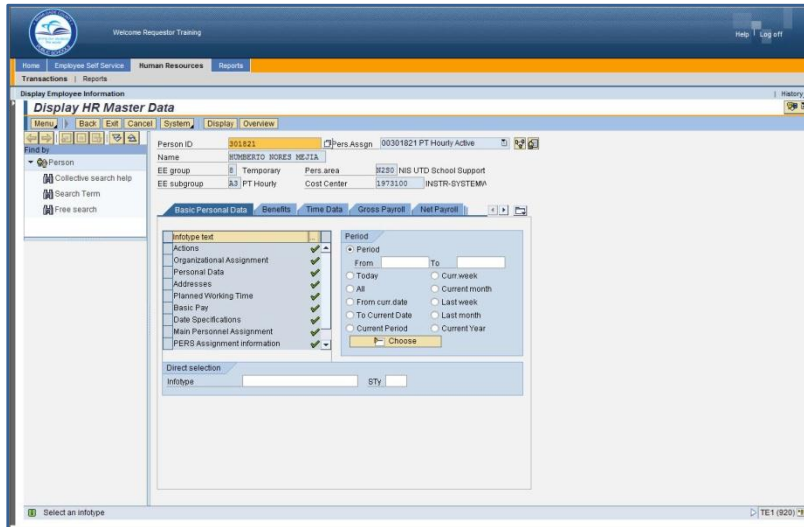 Welcome Requestor Training
Help Log off
Home Employee Self Service Human Resources Reports
Transactions | Reports
Display Employee Information
History
Display HR Master Data
Menu Back Exit Cancel System Display Overview
Find by
Person
Collective search help
Search Term
Free search
Person ID 301821 Pers.Assgn 00301821 PT Hourly Active
Name HUMBERTO NORES MEJIA
EE group 8 Temporary Pers.area N2S0 NIS UTD School Support
EE subgroup A3 PT Hourly Cost Center 1973100 INSTR-SYSTEMW
Basic Personal Data Benefits Time Data Gross Payroll Net Payroll
Infotype text
Actions
Organizational Assignment
Personal Data
Addresses
Planned Working Time
Basic Pay
Date Specifications
Main Personnel Assignment
PERS Assignment information
Period
Period
From To
Today Curr.week
All Current month
From curr.date Last week
To Current Date Last month
Current Period Current Year
Choose
Direct selection
Infotype STy
Select an infotype
TE1 (920)